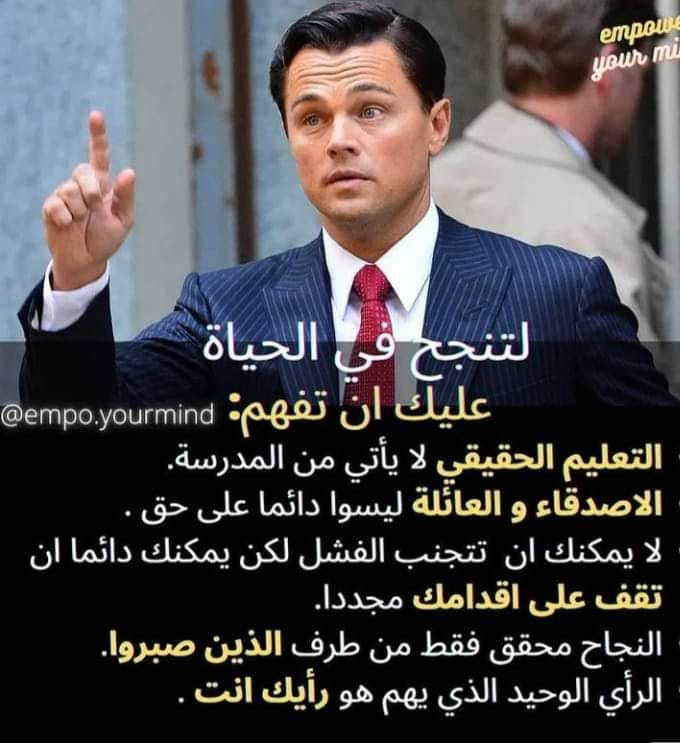 empowe
your mi
لتنجح في الحياة
عليك ان تفهم:
@empo.yourmind
التعليم الحقيقي لا يأتي من المدرسة.
الاصدقاء و العائلة ليسوا دائما على حق .
لا يمكنك ان تتجنب الفشل لكن يمكنك دائما ان
تقف على اقدامك مجددا.
النجاح محقق فقط من طرف الذين صبروا.
الرأي الوحيد الذي يهم هو رأيك انت .